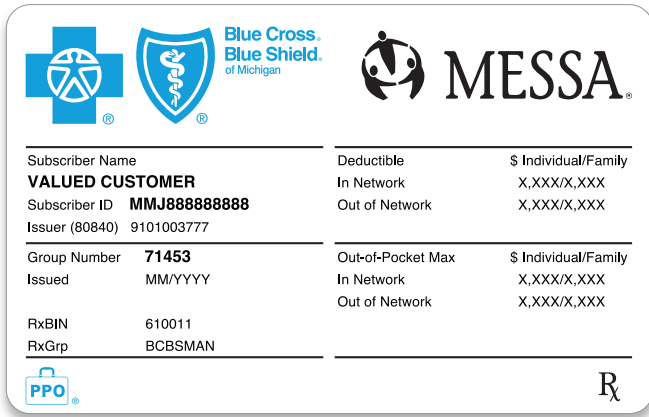 Blue Cross®
Blue Shield®
of Michigan
® ®
MESSA®
Subscriber Name
VALUED CUSTOMER
Subscriber ID MMJ888888888
Issuer (80840) 9101003777
Group Number 71453
Issued MM/YYYY
RxBIN 610011
RxGrp BCBSMAN
Deductible $ Individual/Family
In Network X,XXX/X,XXX
Out of Network X,XXX/X,XXX
Out-of-Pocket Max $ Individual/Family
In Network X,XXX/X,XXX
Out of Network X,XXX/X,XXX
PPO®
℞